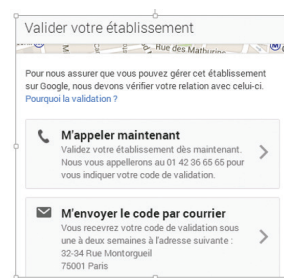 Valider votre établissement
Rue des Mathurins
Pour nous assurer que vous pouvez gérer cet établissement
sur Google, nous devons vérifier votre relation avec celui-ci.
Pourquoi la validation ?
M'appeler maintenant
Validez votre établissement dès maintenant.
Nous vous appellerons au 01 42 36 65 65 pour
vous indiquer votre code de validation.
M'envoyer le code par courrier
Vous recevrez votre code de validation sous
une à deux semaines à l'adresse suivante :
32-34 Rue Montorgueil
75001 Paris